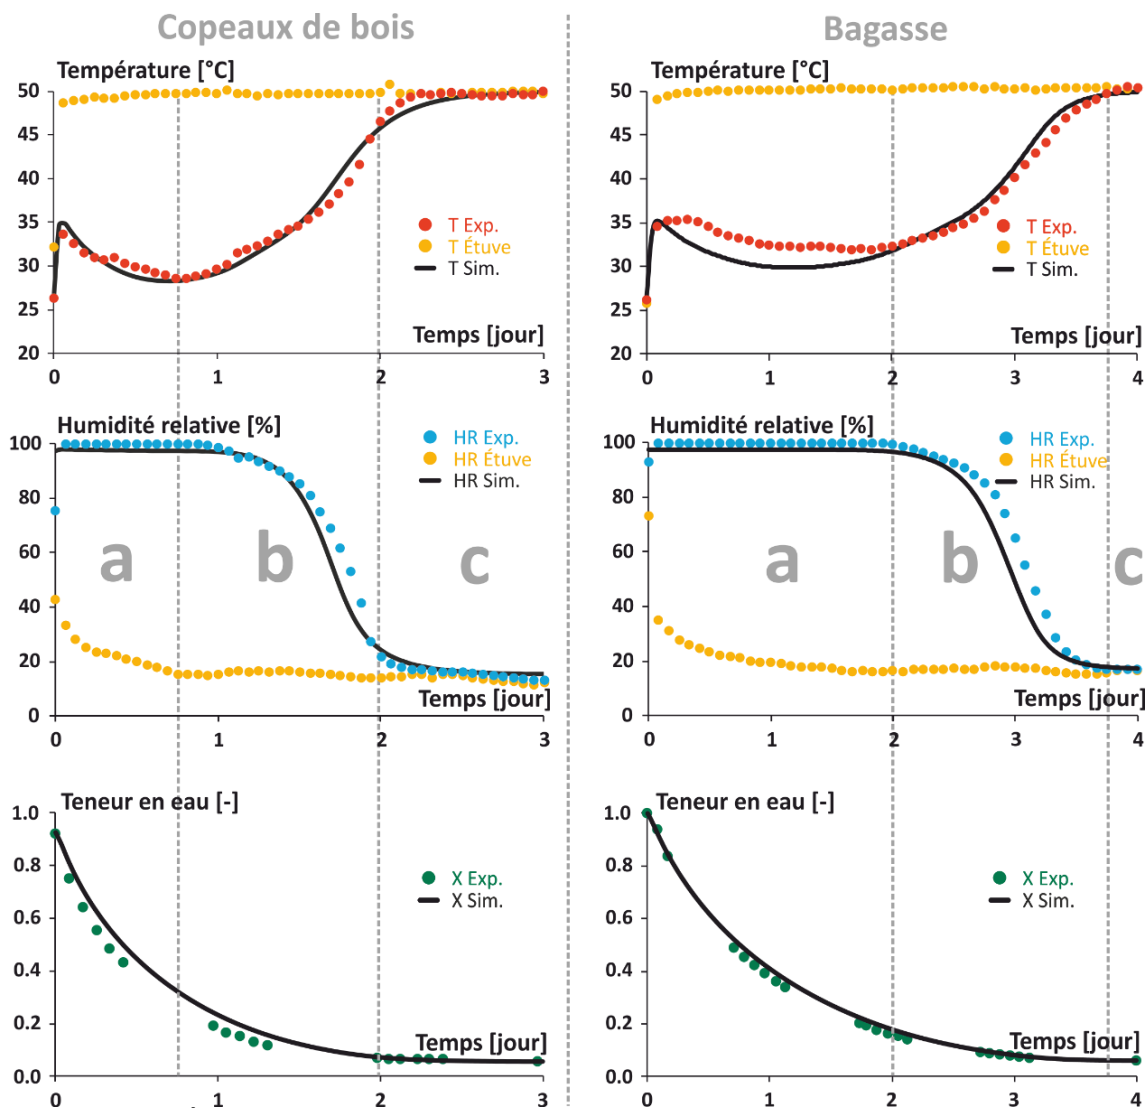 Copeaux de bois
Température [°C]
50
45
40
35
30
25
20
T Exp.
T Étuve
T Sim.
Temps [jour]
0 1 2 3
Humidité relative [%]
100
80
60
40
20
0
HR Exp.
HR Étuve
HR Sim.
a b c
Temps [jour]
0 1 2 3
Teneur en eau [-]
1.0
0.8
0.6
0.4
0.2
0.0
X Exp.
X Sim.
Temps [jour]
0 1 2 3
Bagasse
Température [°C]
50
45
40
35
30
25
20
T Exp.
T Étuve
T Sim.
Temps [jour]
0 1 2 3 4
Humidité relative [%]
100
80
60
40
20
0
HR Exp.
HR Étuve
HR Sim.
a b c
Temps [jour]
0 1 2 3 4
Teneur en eau [-]
1.0
0.8
0.6
0.4
0.2
0.0
X Exp.
X Sim.
Temps [jour]
0 1 2 3 4